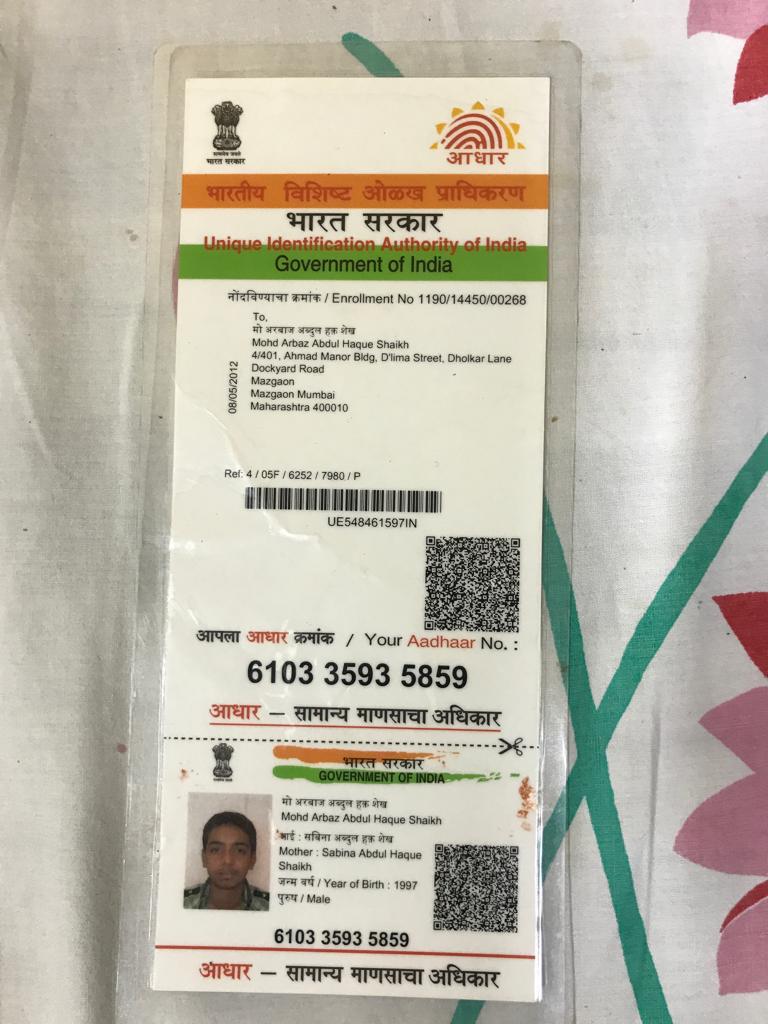 सत्यमेव जयते
भारत सरकार
आधार
भारतीय विशिष्ट ओळख प्राधिकरण
भारत सरकार
Unique Identification Authority of India
Government of India
नोंदविण्याचा क्रमांक / Enrollment No 1190/14450/00268
To,
मो अरबाज अब्दुल हक़ शेख
Mohd Arbaz Abdul Haque Shaikh
4/401, Ahmad Manor Bldg, D'lima Street, Dholkar Lane
Dockyard Road
Mazgaon
Mazgaon Mumbai
Maharashtra 400010
08/05/2012
Ref: 4 / 05F / 6252 / 7980 / P
UE548461597IN
आपला आधार क्रमांक / Your Aadhaar No. :
6103 3593 5859
आधार — सामान्य माणसाचा अधिकार
भारत सरकार
GOVERNMENT OF INDIA
मो अरबाज अब्दुल हक़ शेख
Mohd Arbaz Abdul Haque Shaikh
आई : सबिना अब्दुल हक़ शेख
Mother : Sabina Abdul Haque
Shaikh
जन्म वर्ष / Year of Birth : 1997
पुरुष / Male
6103 3593 5859
आधार — सामान्य माणसाचा अधिकार